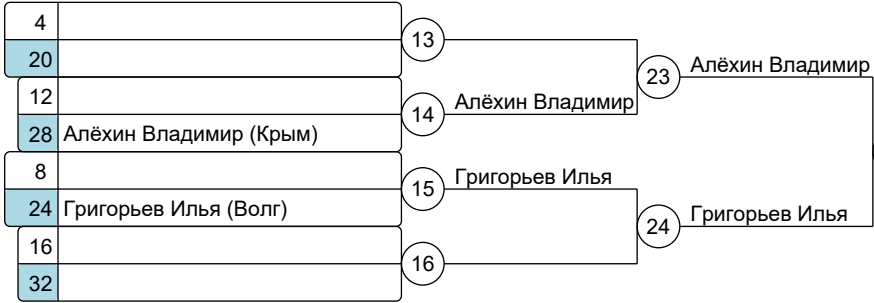 4
13
20
23 Алёхин Владимир
12
14 Алёхин Владимир
28 Алёхин Владимир (Крым)
8
15 Григорьев Илья
24 Григорьев Илья (Волг)
24 Григорьев Илья
16
16
32